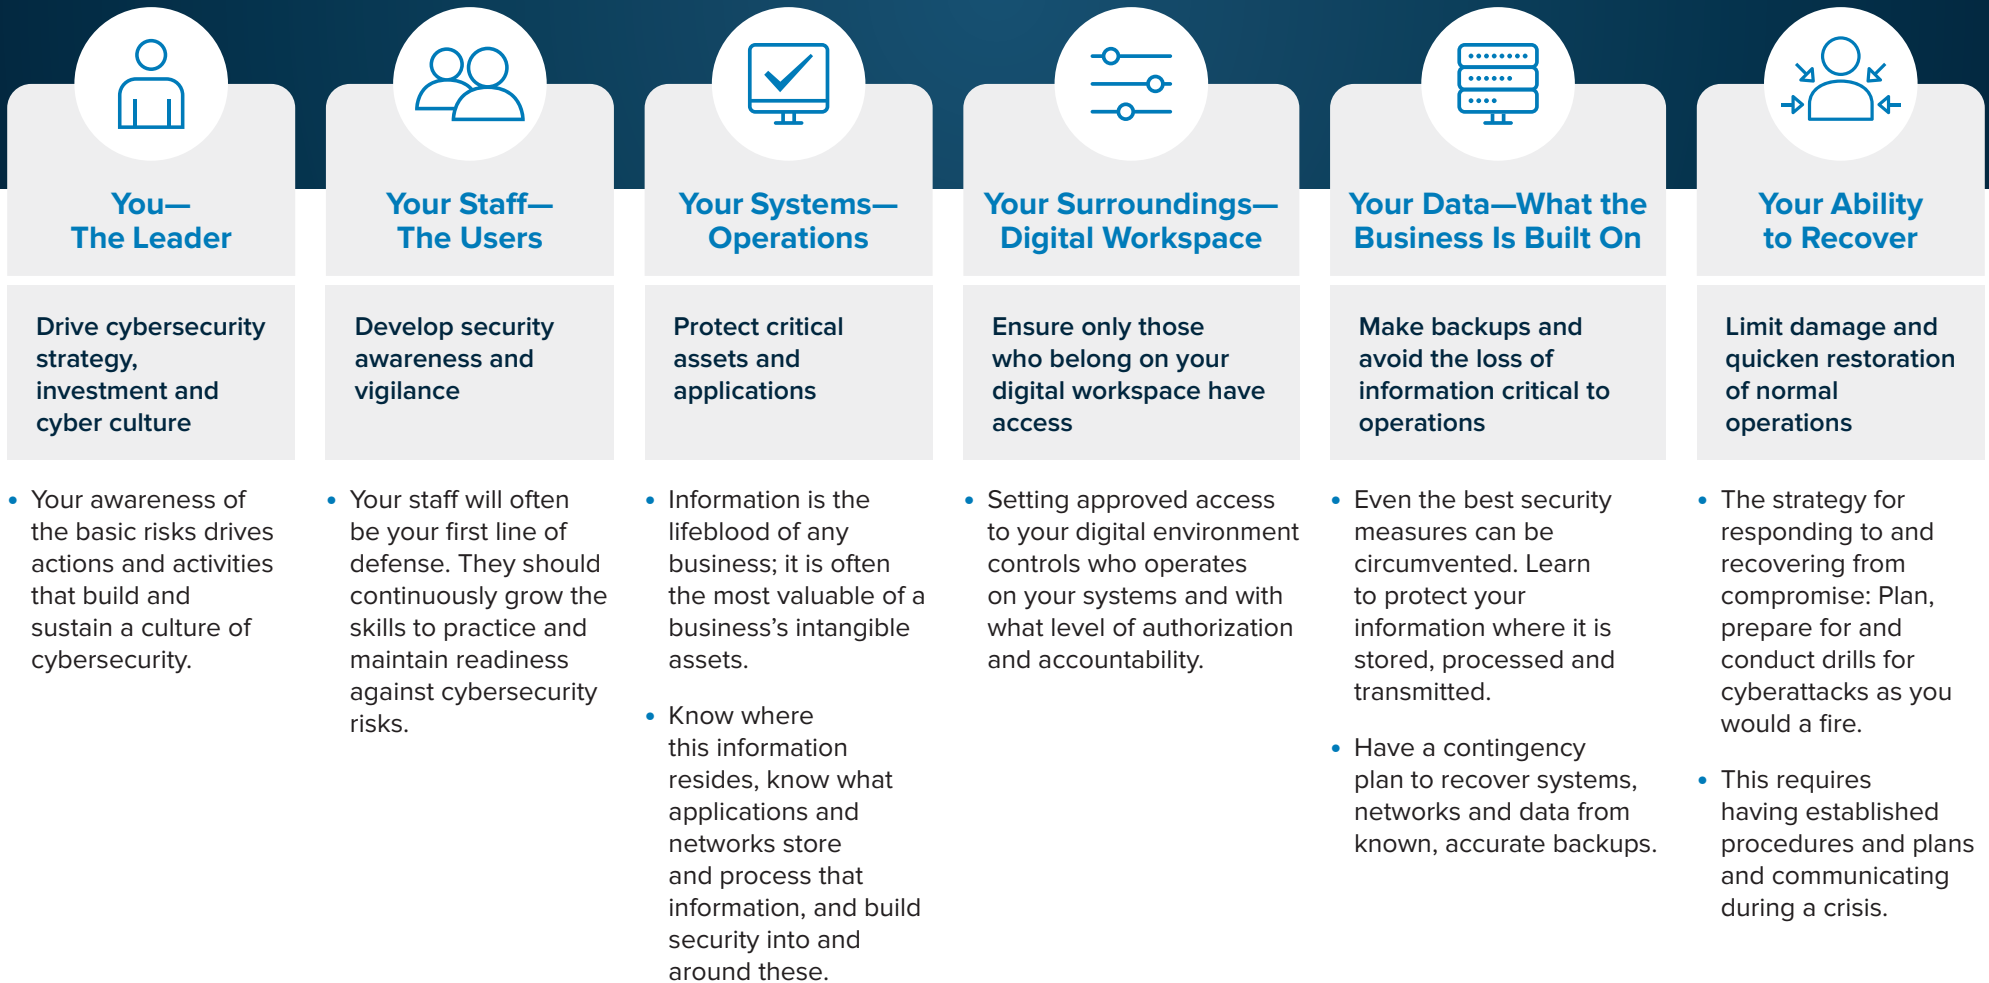 You—
The Leader
Drive cybersecurity
strategy,
investment and
cyber culture
• Your awareness of
the basic risks drives
actions and activities
that build and
sustain a culture of
cybersecurity.
Your Staff—
The Users
Develop security
awareness and
vigilance
• Your staff will often
be your first line of
defense. They should
continuously grow the
skills to practice and
maintain readiness
against cybersecurity
risks.
Your Systems—
Operations
Protect critical
assets and
applications
• Information is the
lifeblood of any
business; it is often
the most valuable of a
business’s intangible
assets.
• Know where
this information
resides, know what
applications and
networks store
and process that
information, and build
security into and
around these.
Your Surroundings—
Digital Workspace
Ensure only those
who belong on your
digital workspace have
access
• Setting approved access
to your digital environment
controls who operates
on your systems and with
what level of authorization
and accountability.
Your Data—What the
Business Is Built On
Make backups and
avoid the loss of
information critical to
operations
• Even the best security
measures can be
circumvented. Learn
to protect your
information where it is
stored, processed and
transmitted.
• Have a contingency
plan to recover systems,
networks and data from
known, accurate backups.
Your Ability
to Recover
Limit damage and
quicken restoration
of normal
operations
• The strategy for
responding to and
recovering from
compromise: Plan,
prepare for and
conduct drills for
cyberattacks as you
would a fire.
• This requires
having established
procedures and plans
and communicating
during a crisis.